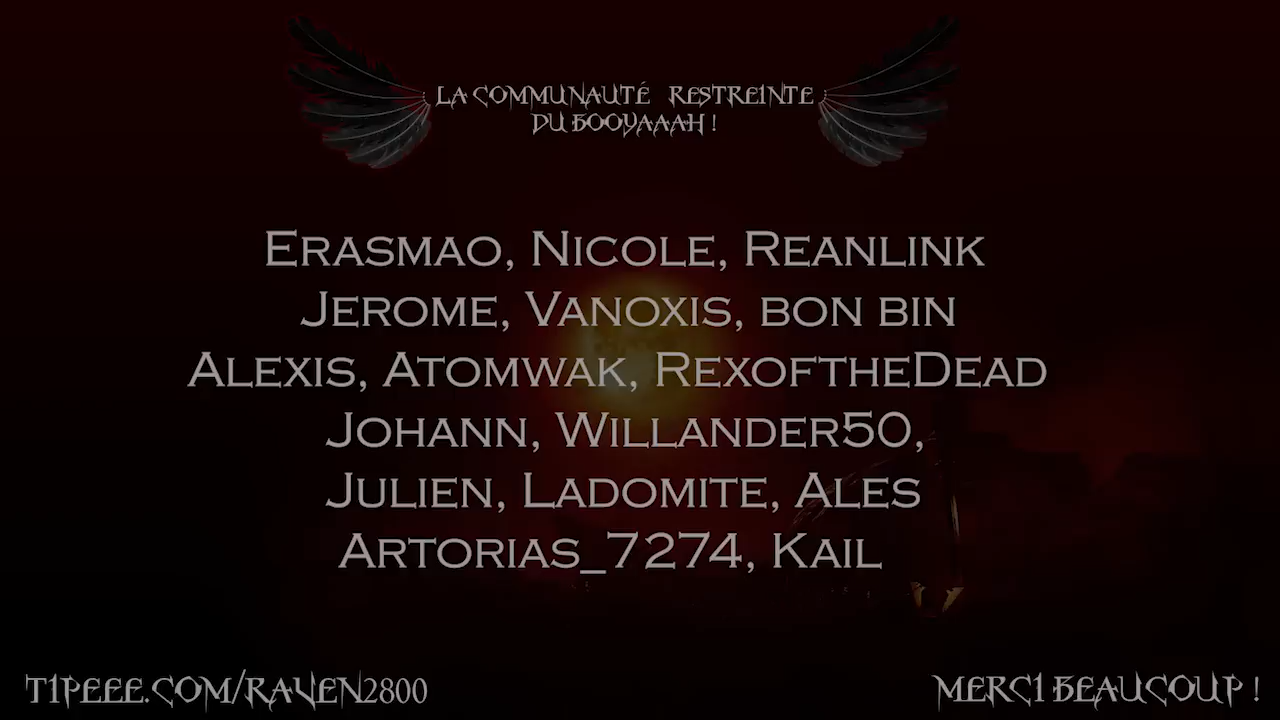 LA COMMUNAUTÉ RESTREINTE
DU BOOYAAAH !
Erasmao, Nicole, Reanlink
Jerome, Vanoxis, bon bin
Alexis, Atomwak, RexoftheDead
Johann, Willander50,
Julien, Ladomite, Ales
Artorias_7274, Kail
TIPEEE.COM/RAVEN2800
MERCI BEAUCOUP !